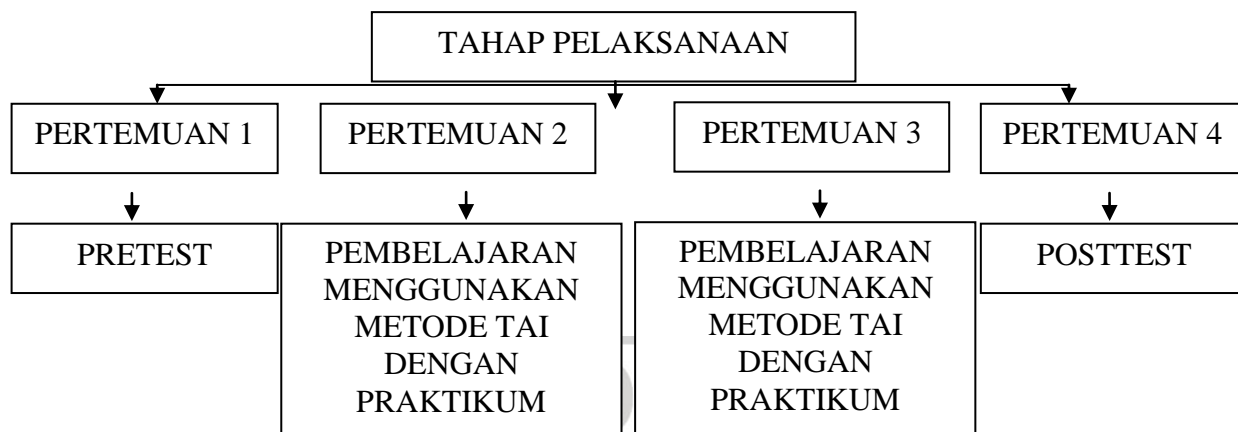 TAHAP PELAKSANAAN
PERTEMUAN 1
PERTEMUAN 2
PERTEMUAN 3
PERTEMUAN 4
PRETEST
PEMBELAJARAN
MENGGUNAKAN
METODE TAI
DENGAN
PRAKTIKUM
PEMBELAJARAN
MENGGUNAKAN
METODE TAI
DENGAN
PRAKTIKUM
POSTTEST